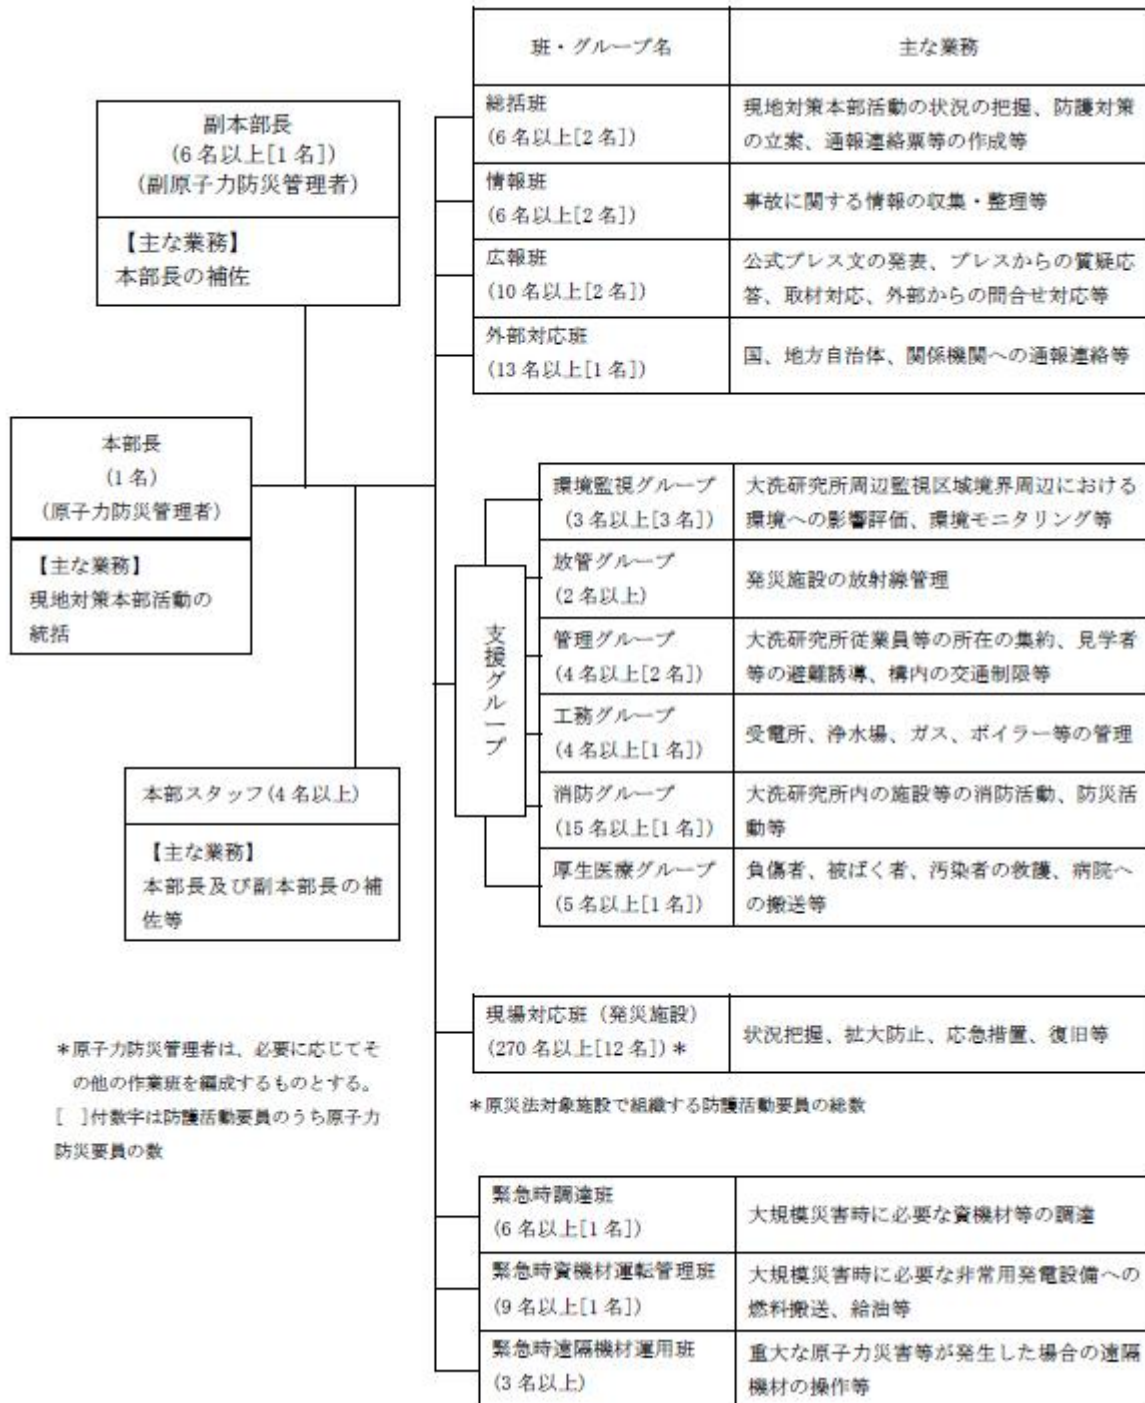 班・グループ名
主な業務
総括班
(6名以上[2名])
現地対策本部活動の状況の把握、防護対策
の立案、通報連絡票等の作成等
情報班
(6名以上[2名])
事故に関する情報の収集・整理等
広報班
(10名以上[2名])
公式プレス文の発表、プレスからの質疑応
答、取材対応、外部からの問合せ対応等
外部対応班
(13名以上[1名])
国、地方自治体、関係機関への通報連絡等
副本部長
(6名以上[1名])
(副原子力防災管理者)
【主な業務】
本部長の補佐
本部長
(1名)
(原子力防災管理者)
【主な業務】
現地対策本部活動の
統括
本部スタッフ(4名以上)
【主な業務】
本部長及び副本部長の補
佐等
支援グループ
環境監視グループ
(3名以上[3名])
大洗研究所周辺監視区域境界周辺における
環境への影響評価、環境モニタリング等
放管グループ
(2名以上)
発災施設の放射線管理
管理グループ
(4名以上[2名])
大洗研究所従業員等の所在の集約、見学者
等の避難誘導、構内の交通制限等
工務グループ
(4名以上[1名])
受電所、浄水場、ガス、ボイラー等の管理
消防グループ
(15名以上[1名])
大洗研究所内の施設等の消防活動、防災活
動等
厚生医療グループ
(5名以上[1名])
負傷者、被ばく者、汚染者の救護、病院へ
の搬送等
現場対応班（発災施設）
(270名以上[12名])＊
状況把握、拡大防止、応急措置、復旧等
＊原災法対象施設で組織する防護活動要員の総数
＊原子力防災管理者は、必要に応じてそ
の他の作業班を編成するものとする。
[　]付数字は防護活動要員のうち原子力
防災要員の数
緊急時調達班
(6名以上[1名])
大規模災害時に必要な資機材等の調達
緊急時資機材運転管理班
(9名以上[1名])
大規模災害時に必要な非常用発電設備への
燃料搬送、給油等
緊急時遠隔機材運用班
(3名以上)
重大な原子力災害等が発生した場合の遠隔
機材の操作等